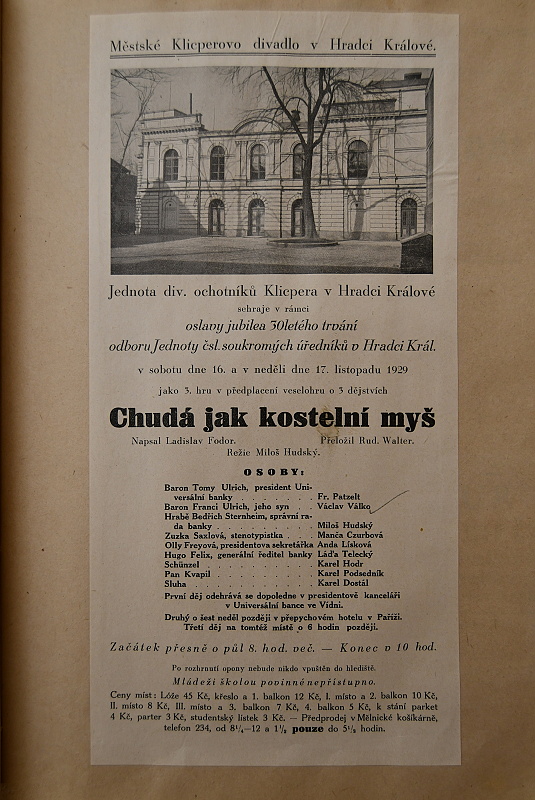 Městské Klicperovo divadlo v Hradci Králové.
Jednota div. ochotníků Klicpera v Hradci Králové
sehraje v rámci
oslavy jubilea 30letého trvání
odboru Jednoty čsl. soukromých úředníků v Hradci Král.
v sobotu dne 16. a v neděli dne 17. listopadu 1929
jako 3. hru v předplacení veselohru o 3 dějstvích
Chudá jak kostelní myš
Napsal Ladislav Fodor. Přeložil Rud. Walter.
Režie Miloš Hudský.
OSOBY:
Baron Tomy Ulrich, president Uni-
versální banky . . . . . . . Fr. Patzelt
Baron Franci Ulrich, jeho syn . . Václav Válko
Hrabě Bedřich Sternheim, správní ra-
da banky . . . . . . . . . Miloš Hudský
Zuzka Saxlová, stenotypistka . . . Manča Czurbová
Olly Freyová, presidentova sekretářka Anda Lísková
Hugo Felix, generální ředitel banky Láďa Telecký
Schünzel . . . . . . . . . . Karel Hodr
Pan Kvapil . . . . . . . . . Karel Podsedník
Sluha . . . . . . . . . . . Karel Dostál
První děj odehrává se dopoledne v presidentově kanceláři
v Universální bance ve Vídni.
Druhý o šest neděl později v přepychovém hotelu v Paříži.
Třetí děj na tomtéž místě o 6 hodin později.
Začátek přesně o půl 8. hod. več. — Konec v 10 hod.
Po rozhrnutí opony nebude nikdo vpuštěn do hlediště.
Mládeži školou povinné nepřístupno.
Ceny míst: Lóže 45 Kč, křeslo a 1. balkon 12 Kč, I. místo a 2. balkon 10 Kč,
II. místo 8 Kč, III. místo a 3. balkon 7 Kč, 4. balkon 5 Kč, k stání parket
4 Kč, parter 3 Kč, studentský lístek 3 Kč. — Předprodej v Mělnické košíkárně,
telefon 234, od 8¹/₄—12 a 1¹/₂ pouze do 5¹/₂ hodin.